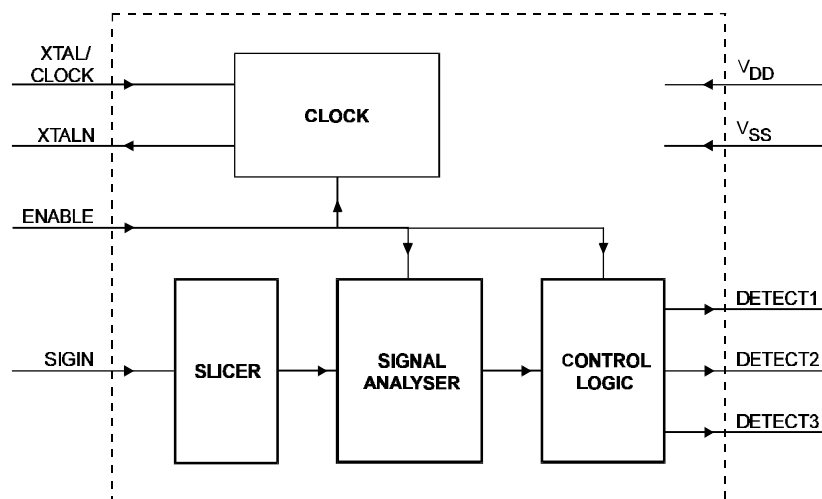 XTAL/
CLOCK
XTALN
ENABLE
SIGIN
CLOCK
SLICER
SIGNAL
ANALYSER
CONTROL
LOGIC
VDD
VSS
DETECT1
DETECT2
DETECT3